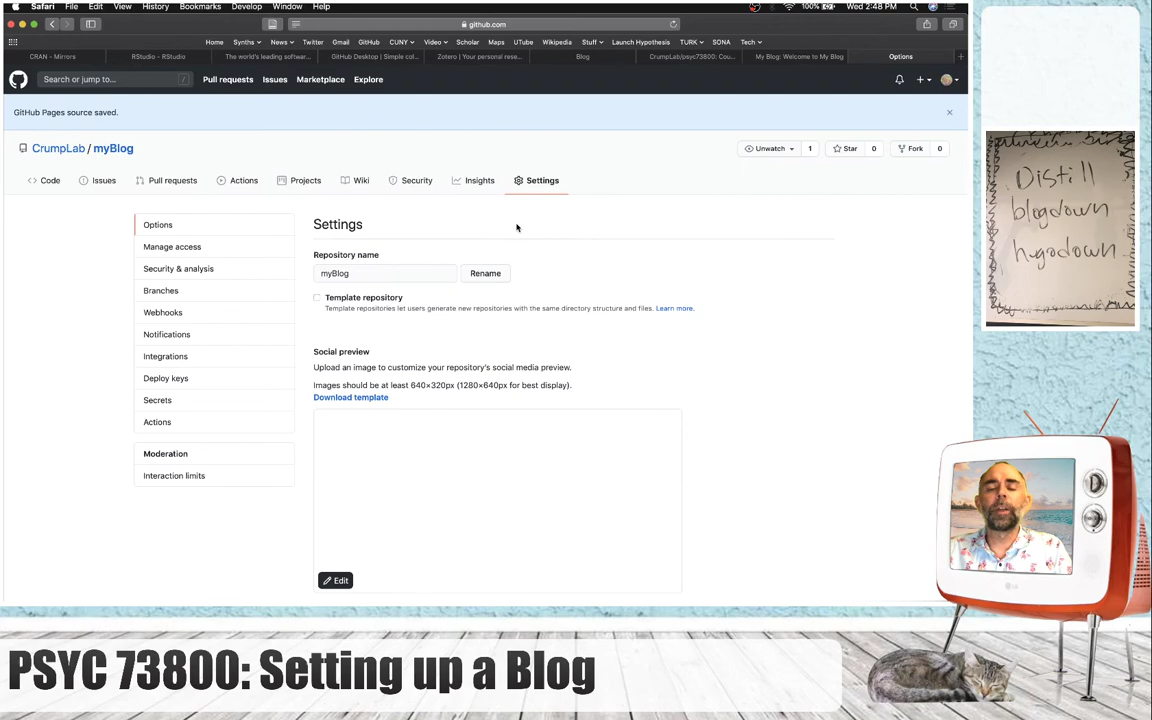 Safari File Edit View History Bookmarks Develop Window Help 100% Wed 2:48 PM
github.com
Home Synths News Twitter Gmail GitHub CUNY Video Scholar Maps UTube Wikipedia Stuff Launch Hypothesis TURK SONA Tech
CRAN - Mirrors RStudio - RStudio The world's leading softwar... GitHub Desktop | Simple col... Zotero | Your personal rese... Blog CrumpLab/psyc73800: Cou... My Blog: Welcome to My Blog Options
Search or jump to... / Pull requests Issues Marketplace Explore
GitHub Pages source saved.
CrumpLab / myBlog Unwatch 1 Star 0 Fork 0
Code Issues Pull requests Actions Projects Wiki Security Insights Settings
Options
Manage access
Security & analysis
Branches
Webhooks
Notifications
Integrations
Deploy keys
Secrets
Actions
Moderation
Interaction limits
Settings
Repository name
myBlog Rename
Template repository
Template repositories let users generate new repositories with the same directory structure and files. Learn more.
Social preview
Upload an image to customize your repository's social media preview.
Images should be at least 640×320px (1280×640px for best display).
Download template
Edit
Distill
blogdown
hugodown
LG
PSYC 73800: Setting up a Blog